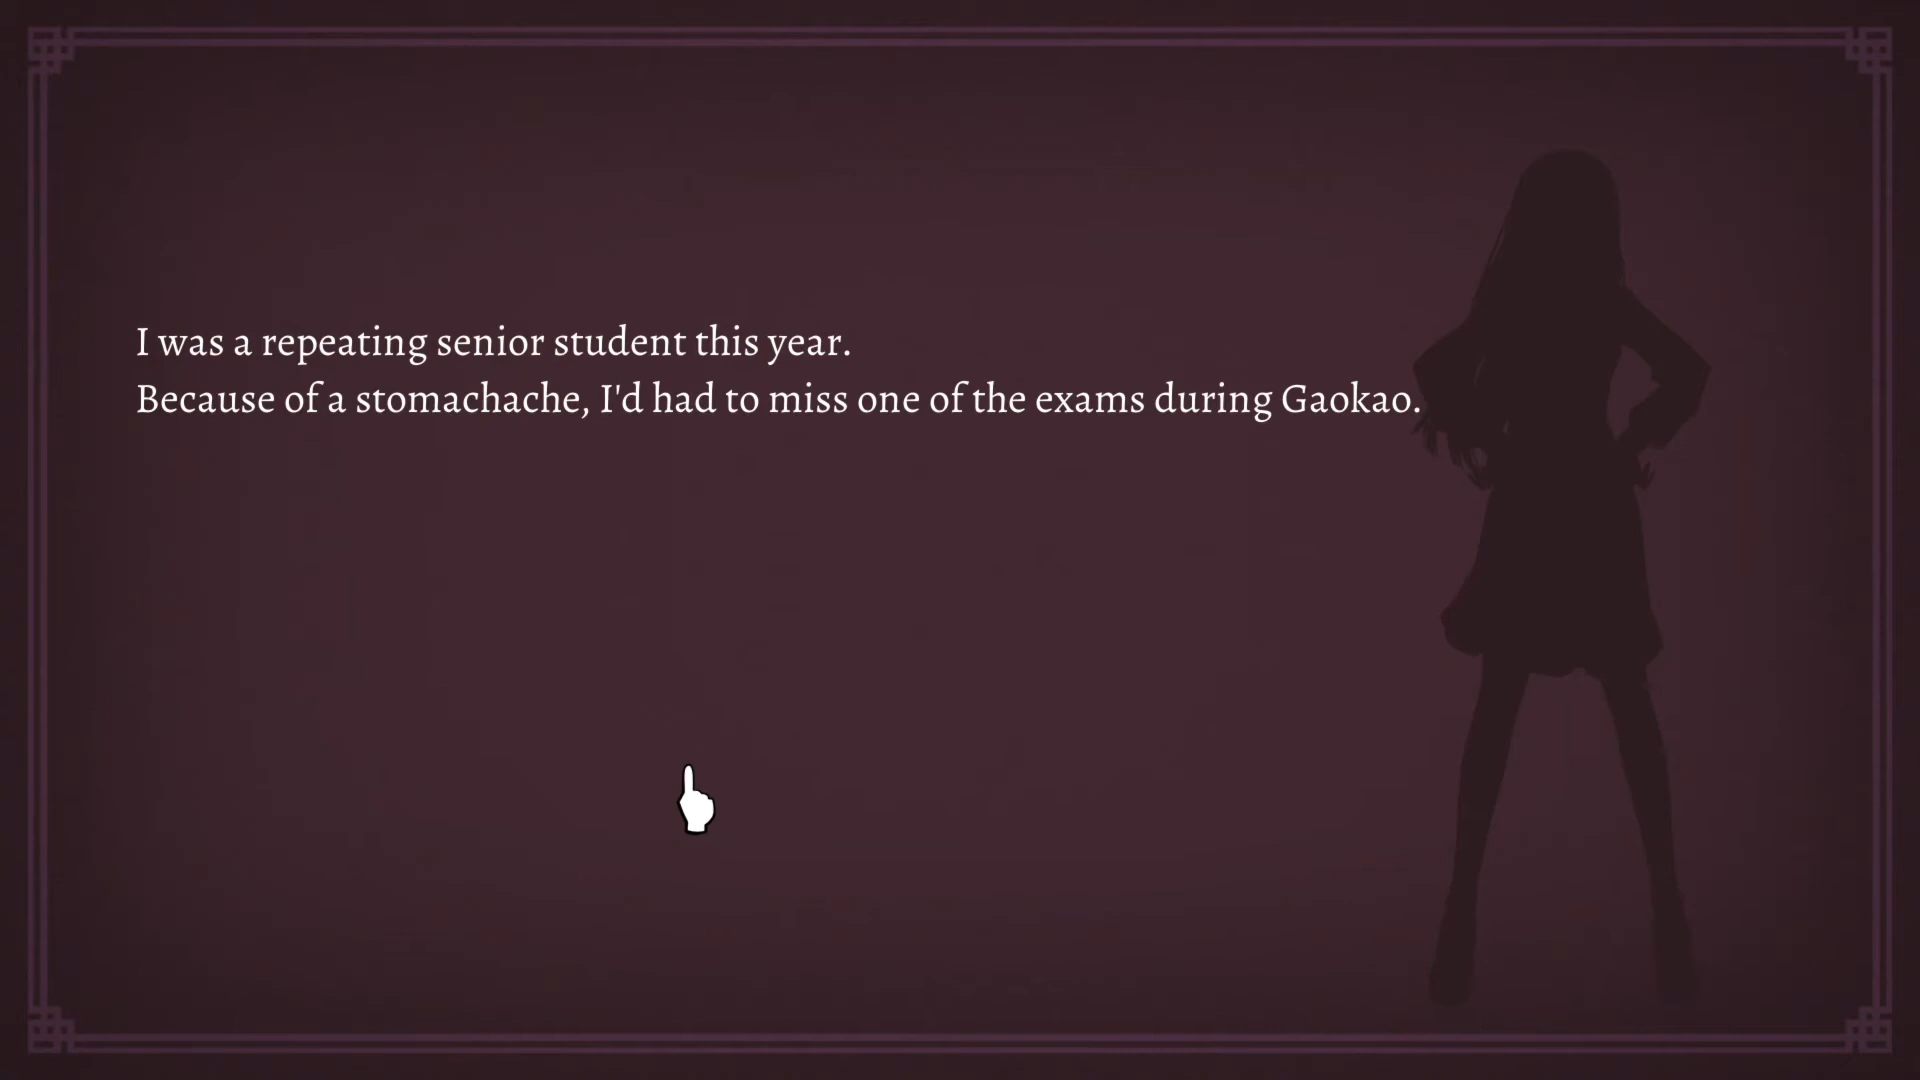 I was a repeating senior student this year.
Because of a stomachache, I'd had to miss one of the exams during Gaokao.